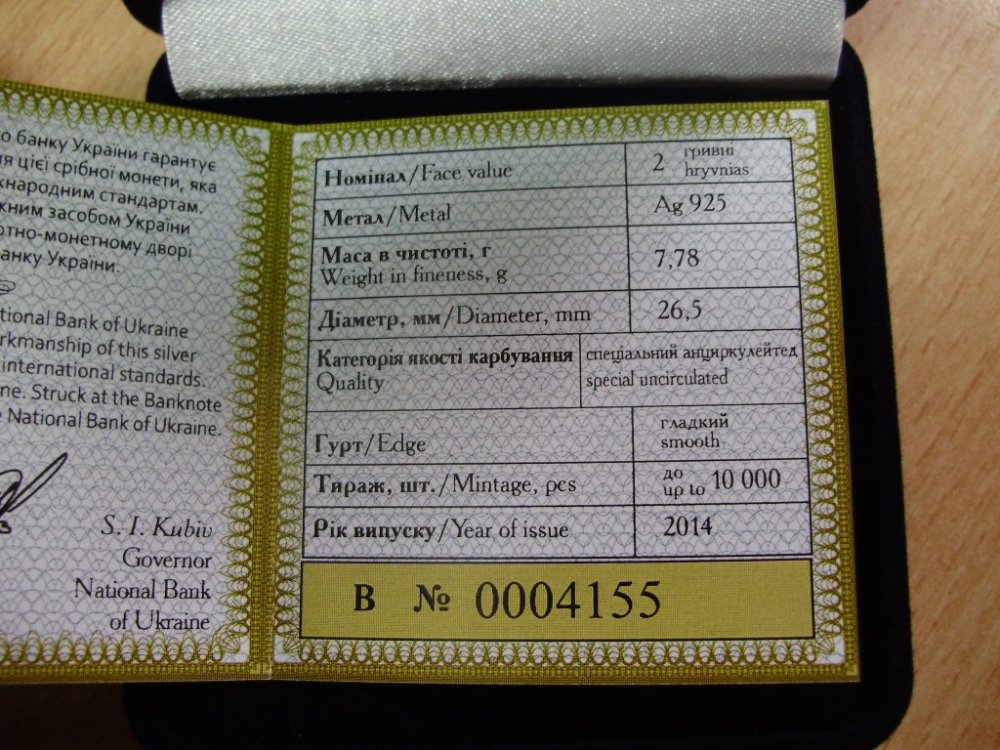 о банку України гарантує
ня цієї срібної монети, яка
жнародним стандартам.
жним засобом України
отно-монетному дворі
банку України.
tional Bank of Ukraine
rkmanship of this silver
international standards.
ne. Struck at the Banknote
National Bank of Ukraine.
S. I. Kubiv
Governor
National Bank
of Ukraine
Номінал/Face value 2 гривні hryvnias
Метал/Metal Ag 925
Маса в чистоті, г
Weight in fineness, g 7,78
Діаметр, мм/Diameter, mm 26,5
Категорія якості карбування спеціальний анциркулейтед
Quality special uncirculated
Гурт/Edge гладкий smooth
Тираж, шт./Mintage, pcs до up to 10 000
Рік випуску/Year of issue 2014
В № 0004155